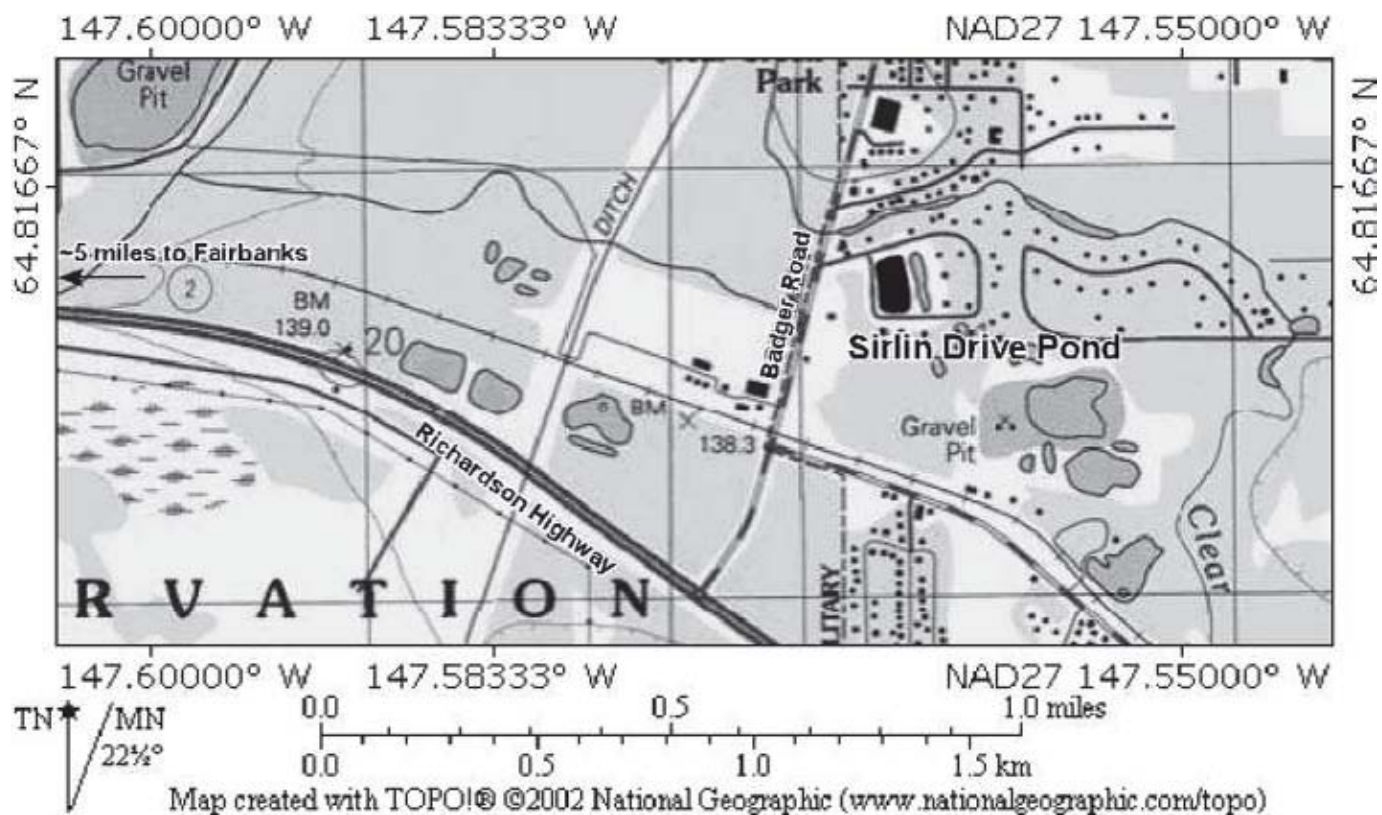 147.60000° W 147.58333° W NAD27 147.55000° W
64.81667° N
64.81667° N
Gravel
Pit
Park
DITCH
~5 miles to Fairbanks
2
BM
139.0
20
Badger Road
Sirlin Drive Pond
BM
138.3
Gravel
Pit
Richardson Highway
Clear
RVATION
LITARY
147.60000° W 147.58333° W NAD27 147.55000° W
TN MN
22½°
0.0 0.5 1.0 miles
0.0 0.5 1.0 1.5 km
Map created with TOPO!® ©2002 National Geographic (www.nationalgeographic.com/topo)